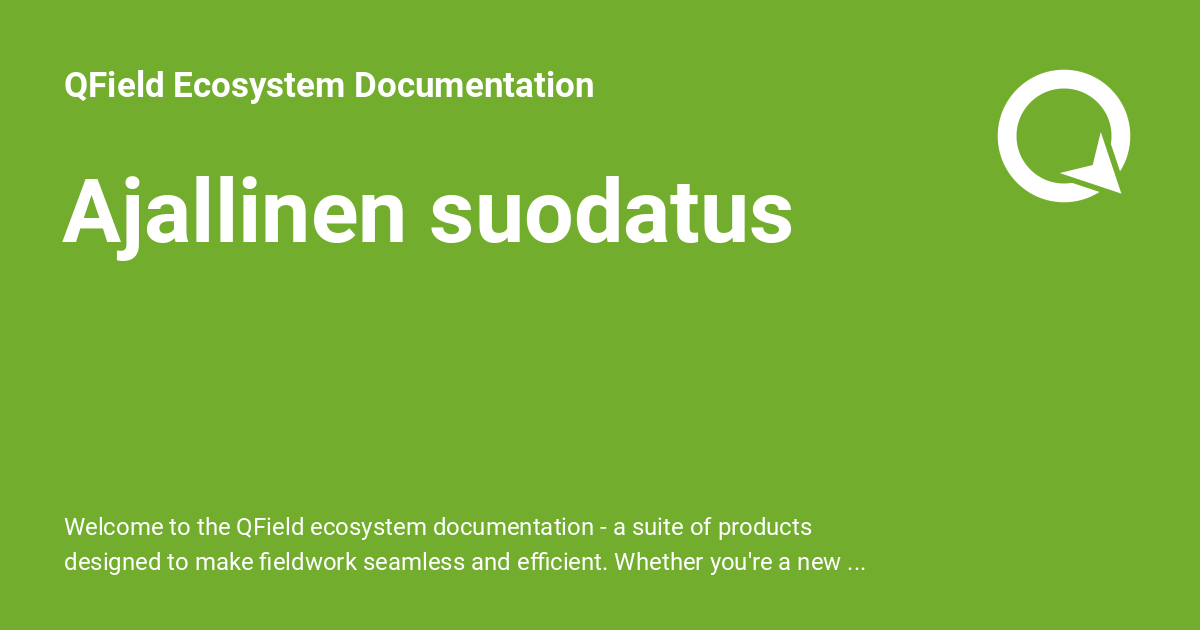 QField Ecosystem Documentation
Ajallinen suodatus
Welcome to the QField ecosystem documentation - a suite of products
designed to make fieldwork seamless and efficient. Whether you're a new ...